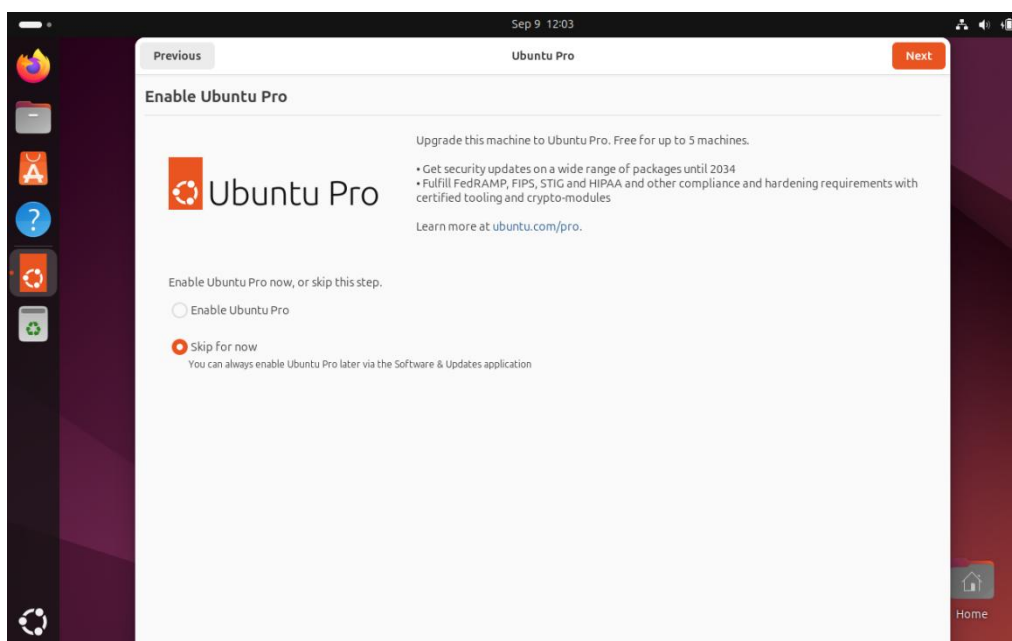 Sep 9 12:03
Previous
Ubuntu Pro
Next
Enable Ubuntu Pro
Ubuntu Pro
Upgrade this machine to Ubuntu Pro. Free for up to 5 machines.
• Get security updates on a wide range of packages until 2034
• Fulfill FedRAMP, FIPS, STIG and HIPAA and other compliance and hardening requirements with
certified tooling and crypto-modules
Learn more at ubuntu.com/pro.
Enable Ubuntu Pro now, or skip this step.
Enable Ubuntu Pro
Skip for now
You can always enable Ubuntu Pro later via the Software & Updates application
Home